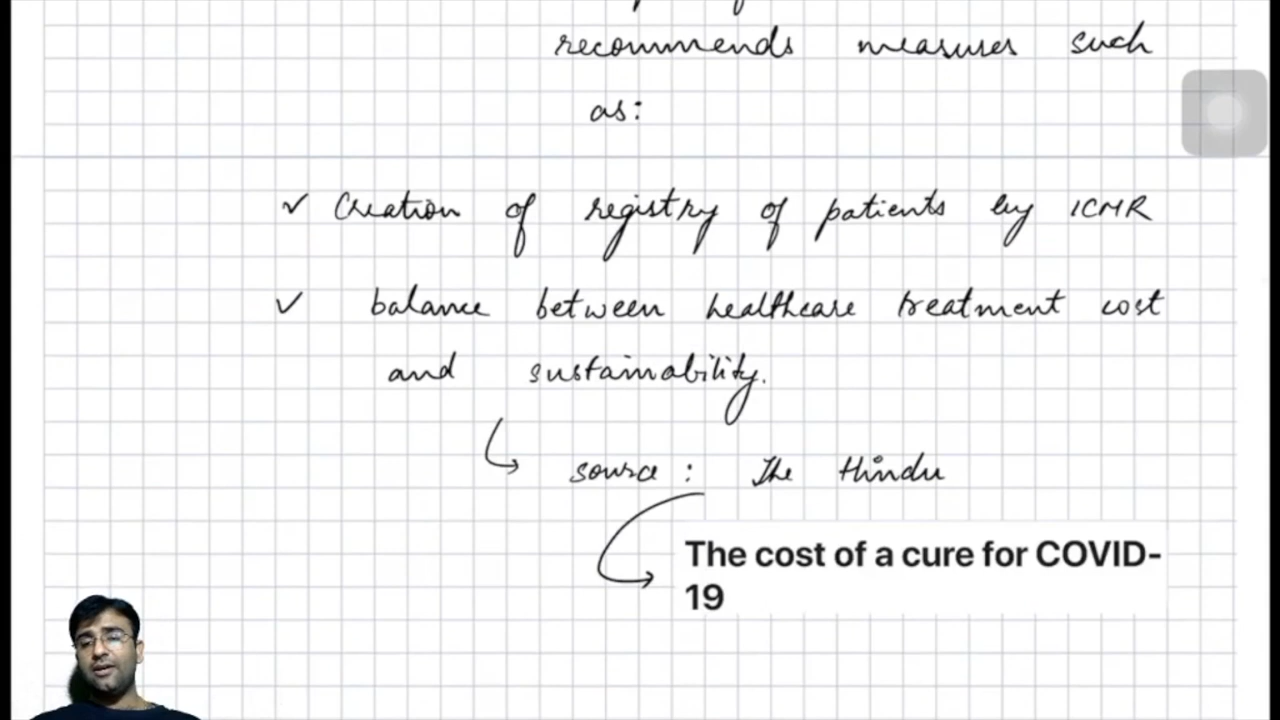 recommends measures such
as:
✓ Creation of registry of patients by ICMR
✓ balance between healthcare treatment cost
and sustainability.
source : The Hindu
The cost of a cure for COVID-
19